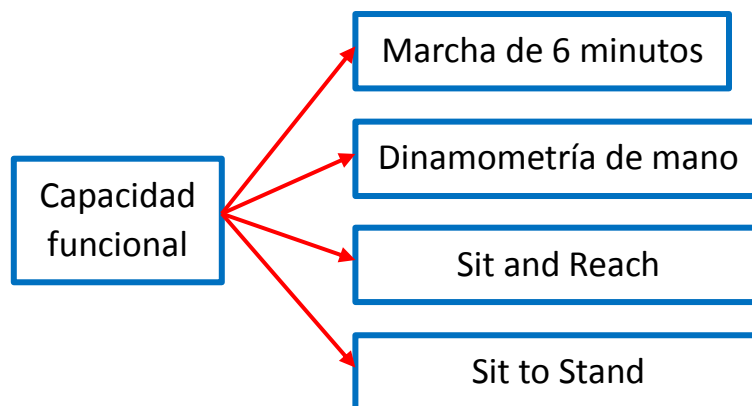 Marcha de 6 minutos
Dinamometría de mano
Capacidad
funcional
Sit and Reach
Sit to Stand